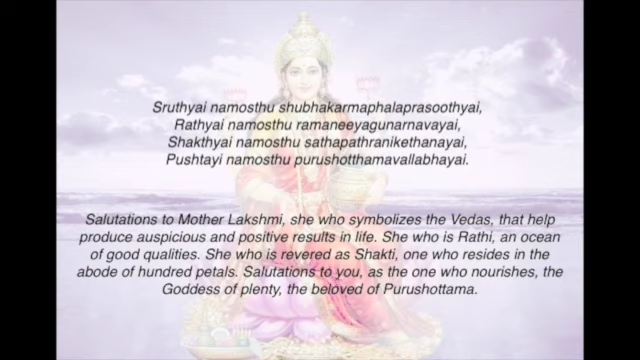 Sruthyai namosthu shubhakarmaphalaprasoothyai,
Rathyai namosthu ramaneeyagunarnavayai,
Shakthyai namosthu sathapathranikethanayai,
Pushtayi namosthu purushotthamavallabhayai.
Salutations to Mother Lakshmi, she who symbolizes the Vedas, that help
produce auspicious and positive results in life. She who is Rathi, an ocean
of good qualities. She who is revered as Shakti, one who resides in the
abode of hundred petals. Salutations to you, as the one who nourishes, the
Goddess of plenty, the beloved of Purushottama.